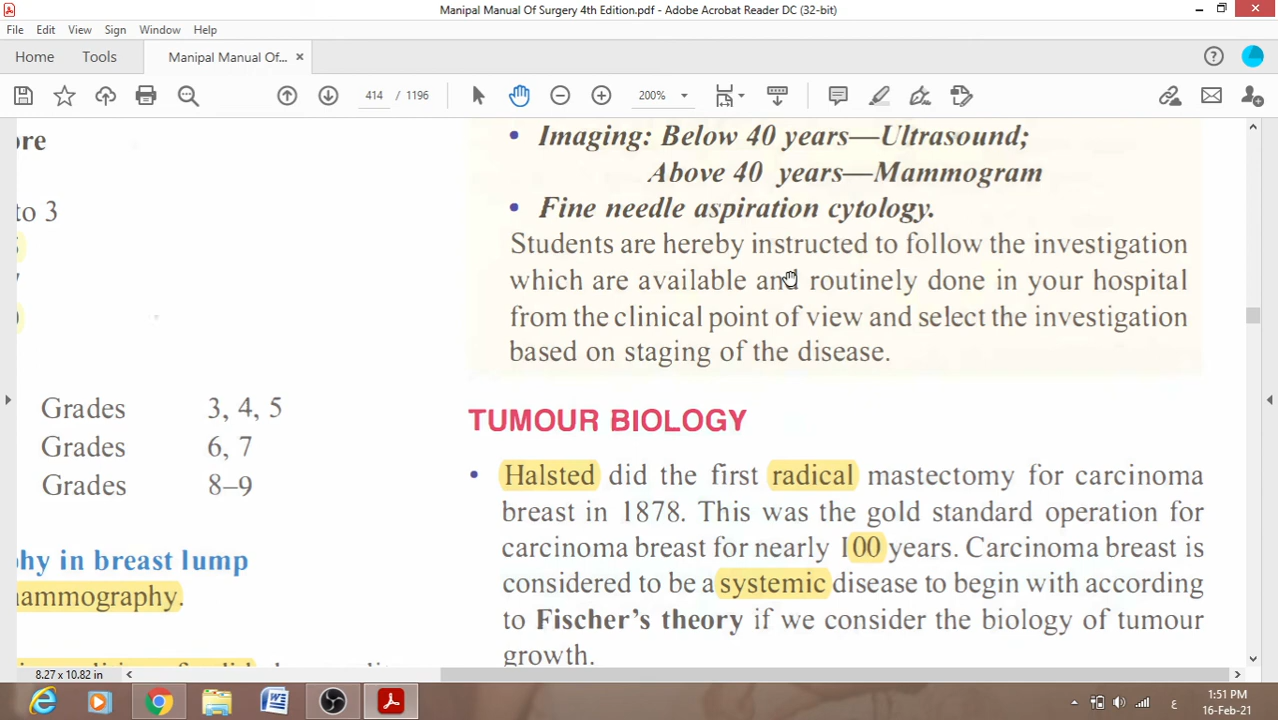 Manipal Manual Of Surgery 4th Edition.pdf - Adobe Acrobat Reader DC (32-bit)
File Edit View Sign Window Help
Home Tools Manipal Manual Of... ×
414 / 1196 200%
ore
to 3
Grades 3, 4, 5
Grades 6, 7
Grades 8–9
hy in breast lump
nammography.
• Imaging: Below 40 years—Ultrasound;
Above 40 years—Mammogram
• Fine needle aspiration cytology.
Students are hereby instructed to follow the investigation
which are available and routinely done in your hospital
from the clinical point of view and select the investigation
based on staging of the disease.
TUMOUR BIOLOGY
• Halsted did the first radical mastectomy for carcinoma
breast in 1878. This was the gold standard operation for
carcinoma breast for nearly 100 years. Carcinoma breast is
considered to be a systemic disease to begin with according
to Fischer's theory if we consider the biology of tumour
growth.
8.27 x 10.82 in
ع
1:51 PM
16-Feb-21